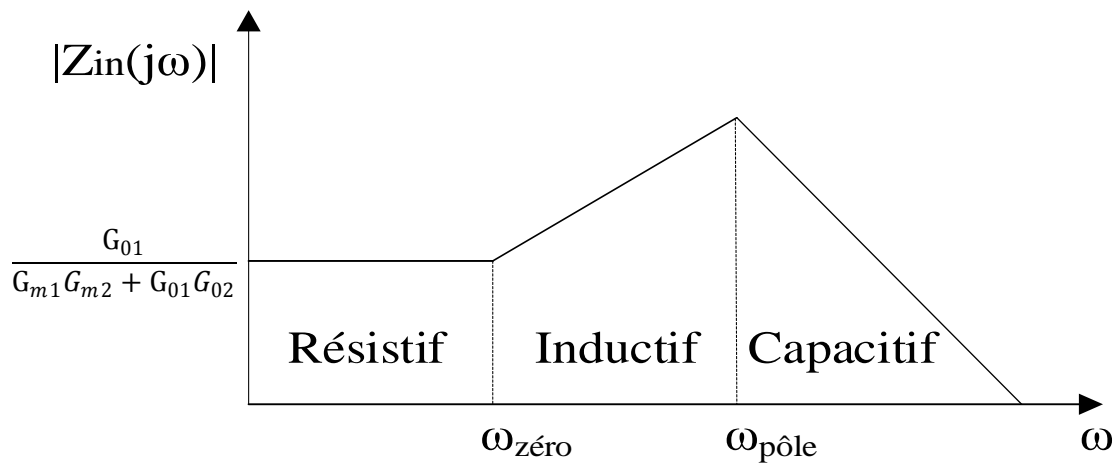 |Zin(jω)|
G₀₁
Gₘ₁Gₘ₂ + G₀₁G₀₂
Résistif Inductif Capacitif
ωzéro ωpôle ω